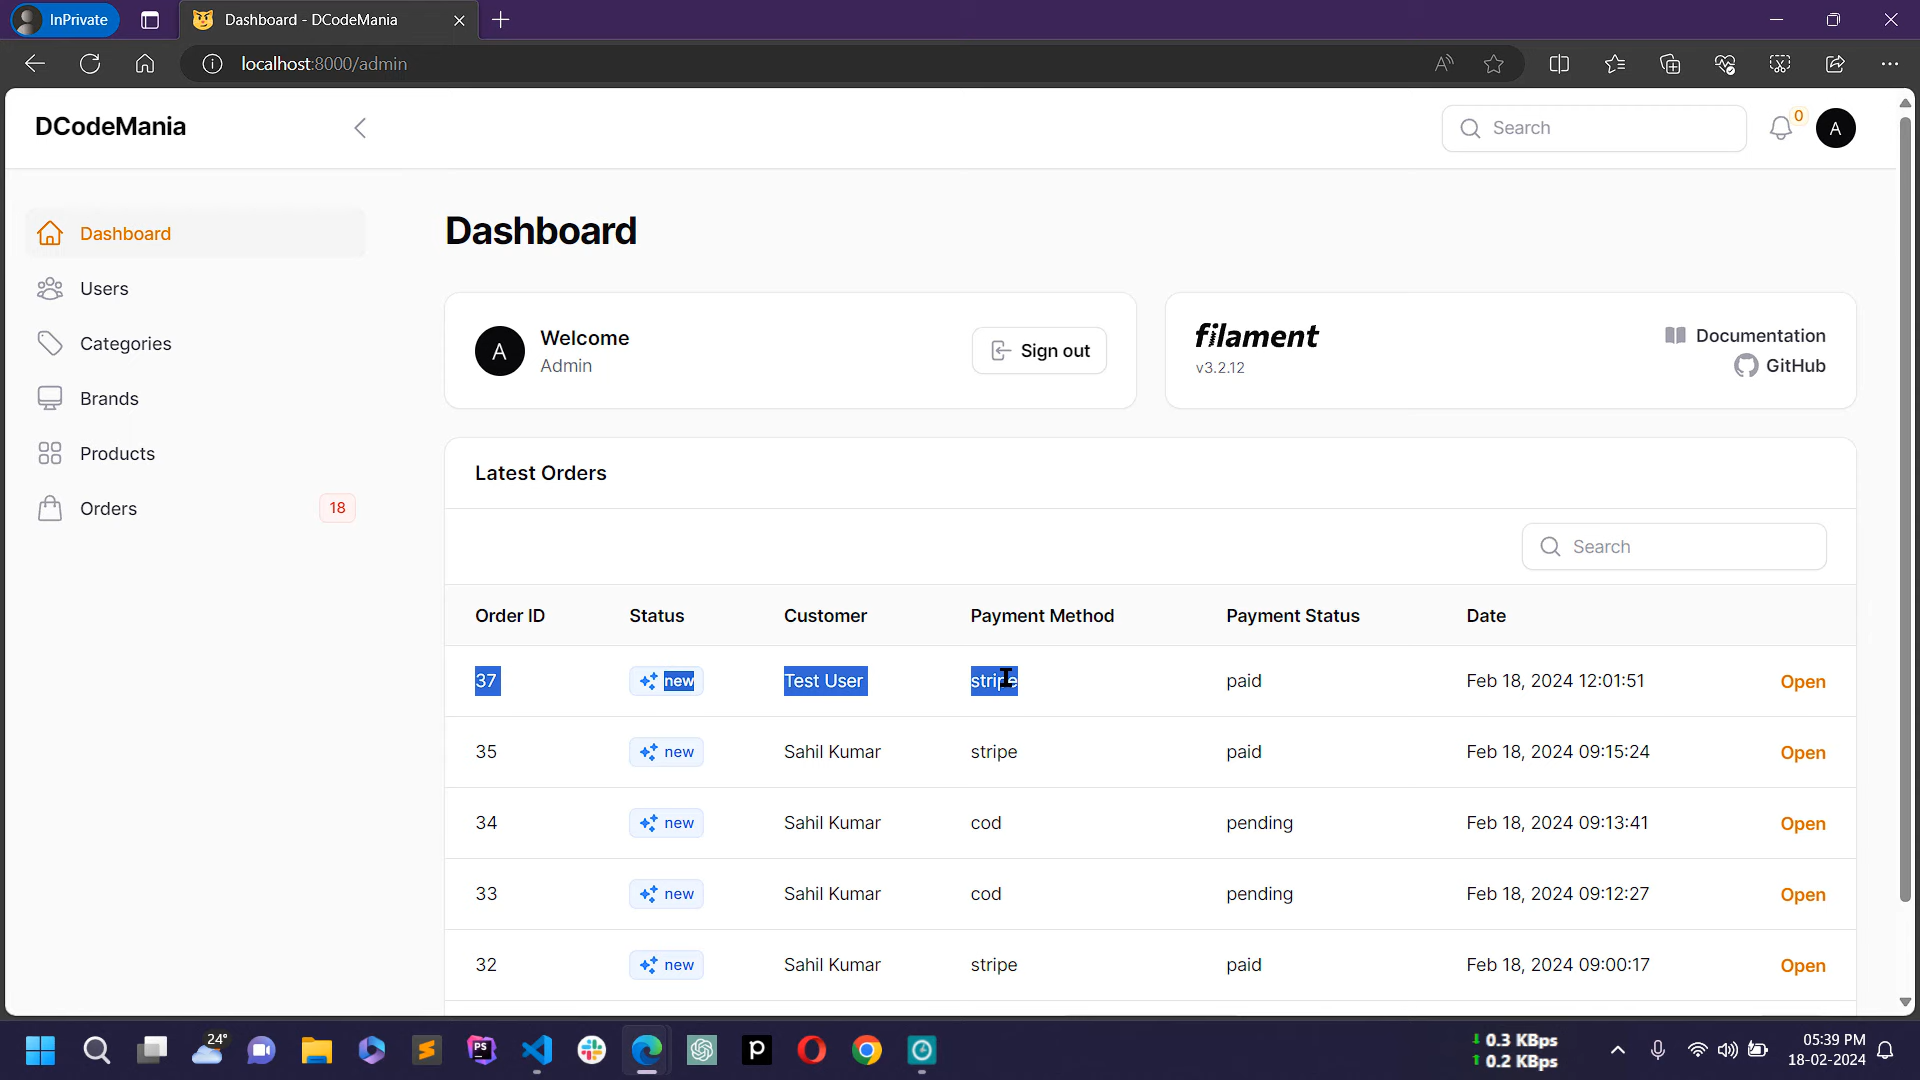 InPrivate
Dashboard - DCodeMania
localhost:8000/admin
DCodeMania
Search
0
A
Dashboard
Users
Categories
Brands
Products
Orders
18
Dashboard
A
Welcome
Admin
Sign out
filament
v3.2.12
Documentation
GitHub
Latest Orders
Search
Order ID Status Customer Payment Method Payment Status Date
37 new Test User stripe paid Feb 18, 2024 12:01:51 Open
35 new Sahil Kumar stripe paid Feb 18, 2024 09:15:24 Open
34 new Sahil Kumar cod pending Feb 18, 2024 09:13:41 Open
33 new Sahil Kumar cod pending Feb 18, 2024 09:12:27 Open
32 new Sahil Kumar stripe paid Feb 18, 2024 09:00:17 Open
24°
PS
P
0.3 KBps
0.2 KBps
05:39 PM
18-02-2024